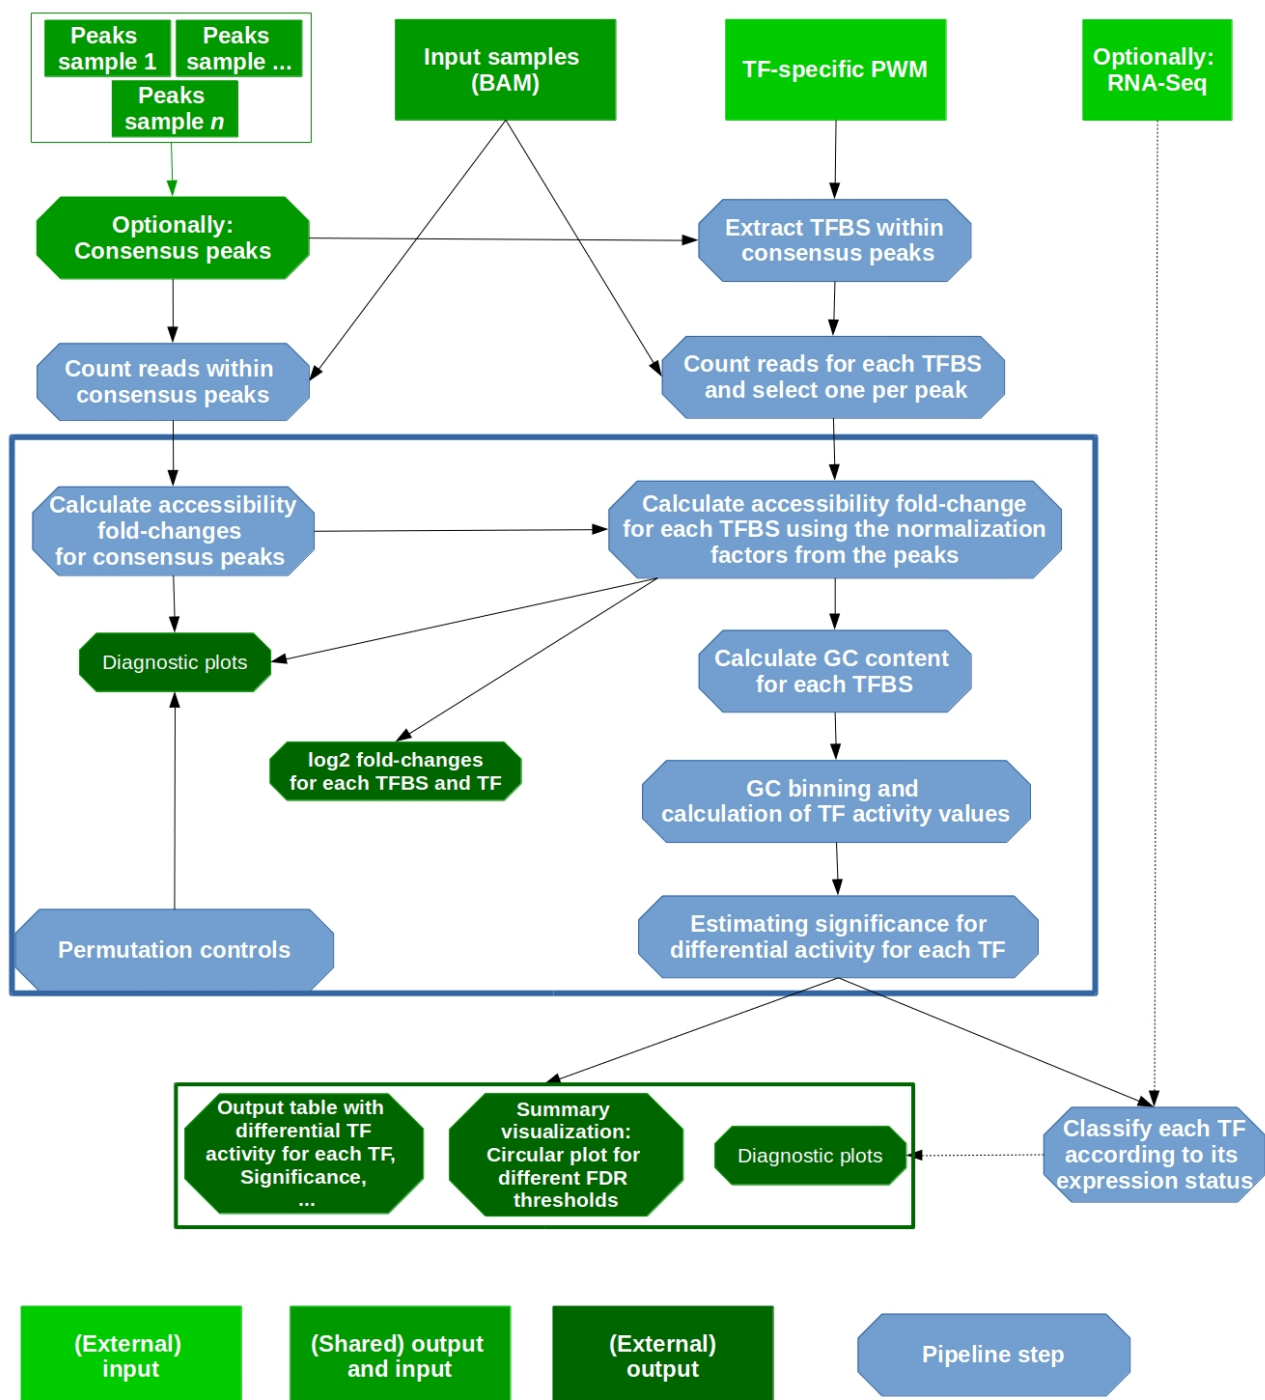 Peaks
sample 1
Peaks
sample ...
Peaks
sample n
Input samples
(BAM)
TF-specific PWM
Optionally:
RNA-Seq
Optionally:
Consensus peaks
Extract TFBS within
consensus peaks
Count reads within
consensus peaks
Count reads for each TFBS
and select one per peak
Calculate accessibility
fold-changes
for consensus peaks
Calculate accessibility fold-change
for each TFBS using the normalization
factors from the peaks
Diagnostic plots
Calculate GC content
for each TFBS
log2 fold-changes
for each TFBS and TF
GC binning and
calculation of TF activity values
Permutation controls
Estimating significance for
differential activity for each TF
Output table with
differential TF
activity for each TF,
Significance,
...
Summary
visualization:
Circular plot for
different FDR
thresholds
Diagnostic plots
Classify each TF
according to its
expression status
(External)
input
(Shared) output
and input
(External)
output
Pipeline step